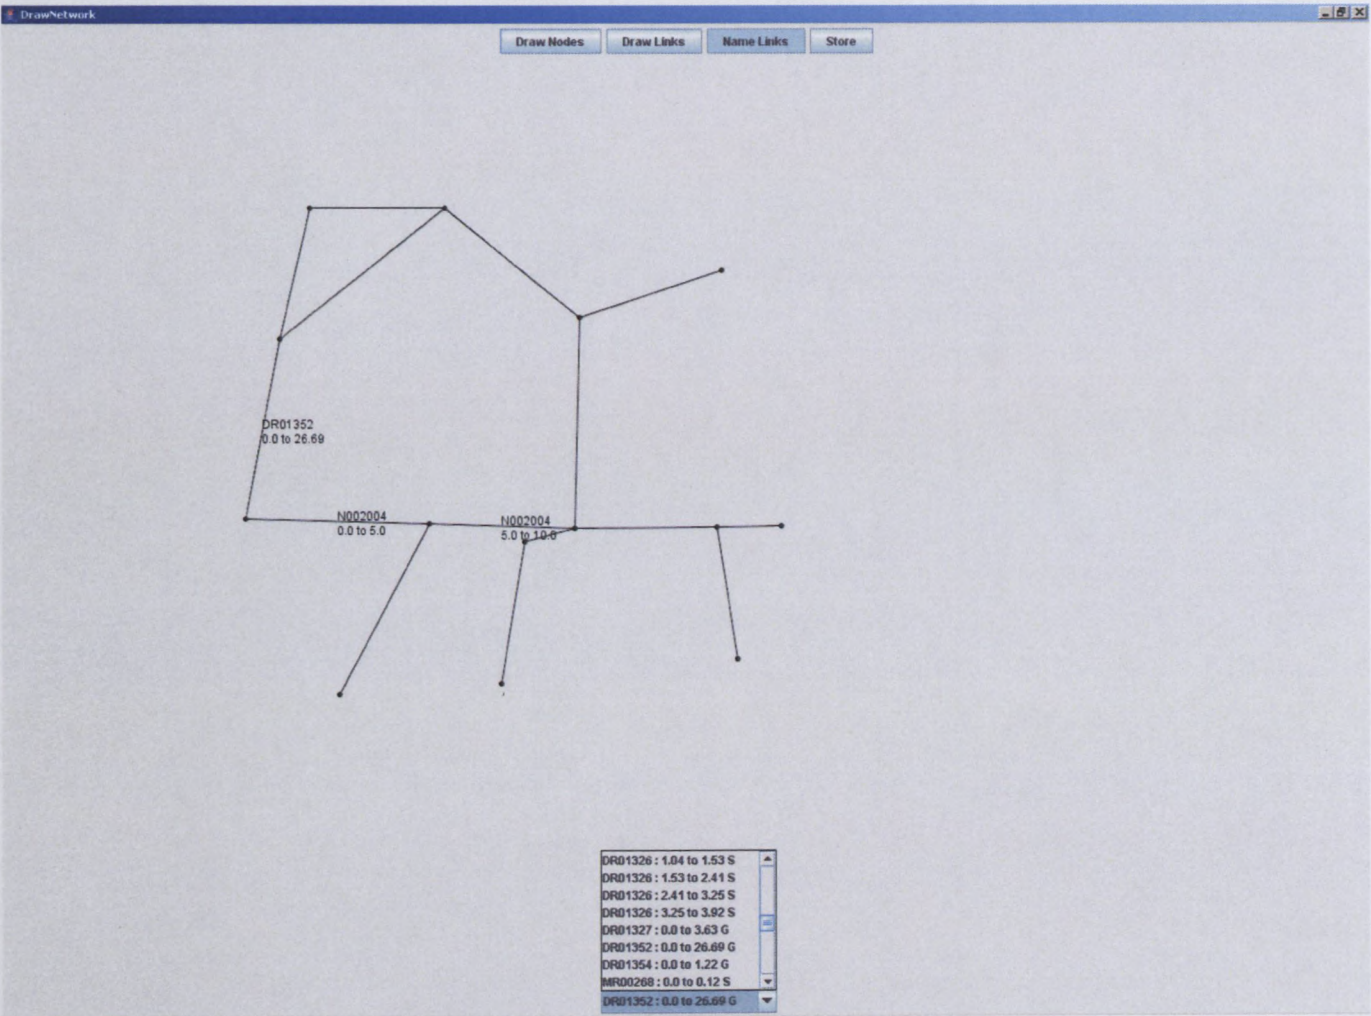 DrawNetwork
Draw Nodes Draw Links Name Links Store
DR01352
0.0 to 26.69
N002004
0.0 to 5.0
N002004
5.0 to 10.0
DR01326 : 1.04 to 1.53 S
DR01326 : 1.53 to 2.41 S
DR01326 : 2.41 to 3.25 S
DR01326 : 3.25 to 3.92 S
DR01327 : 0.0 to 3.63 G
DR01352 : 0.0 to 26.69 G
DR01354 : 0.0 to 1.22 G
MR00268 : 0.0 to 0.12 S
DR01352 : 0.0 to 26.69 G